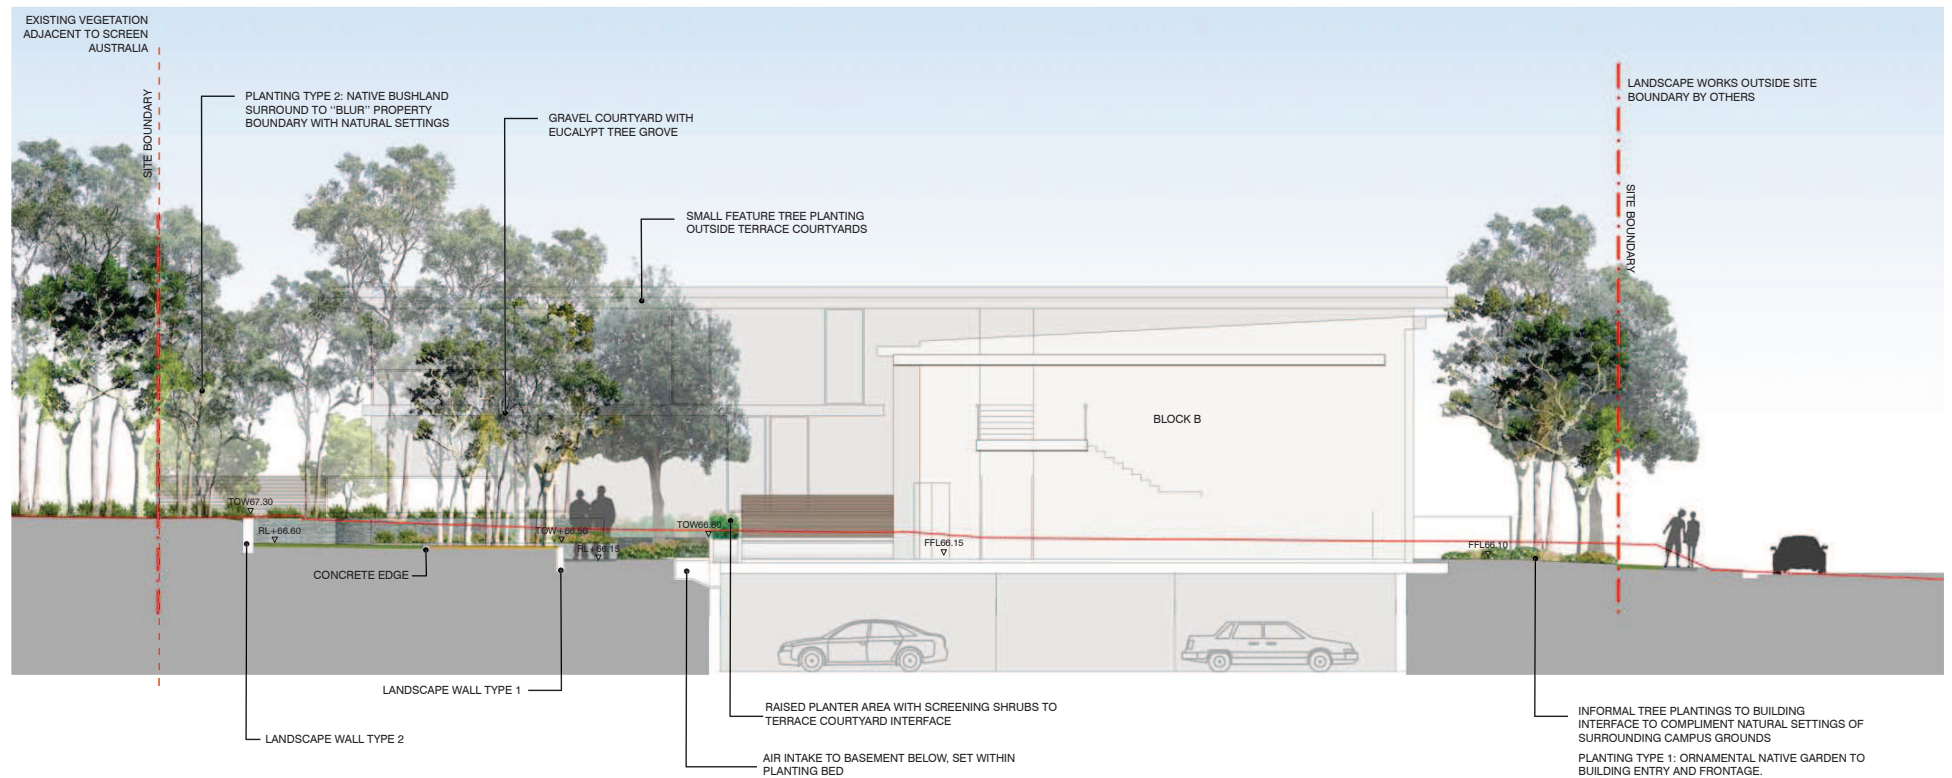 EXISTING VEGETATION
ADJACENT TO SCREEN
AUSTRALIA
SITE BOUNDARY
PLANTING TYPE 2: NATIVE BUSHLAND
SURROUND TO "BLUR" PROPERTY
BOUNDARY WITH NATURAL SETTINGS
GRAVEL COURTYARD WITH
EUCALYPT TREE GROVE
SMALL FEATURE TREE PLANTING
OUTSIDE TERRACE COURTYARDS
LANDSCAPE WORKS OUTSIDE SITE
BOUNDARY BY OTHERS
SITE BOUNDARY
BLOCK B
TOW67.30
RL+66.60
TOW+66.50
RL+66.15
TOW66.80
FFL66.15
FFL66.10
CONCRETE EDGE
LANDSCAPE WALL TYPE 1
LANDSCAPE WALL TYPE 2
RAISED PLANTER AREA WITH SCREENING SHRUBS TO
TERRACE COURTYARD INTERFACE
AIR INTAKE TO BASEMENT BELOW, SET WITHIN
PLANTING BED
INFORMAL TREE PLANTINGS TO BUILDING
INTERFACE TO COMPLIMENT NATURAL SETTINGS OF
SURROUNDING CAMPUS GROUNDS
PLANTING TYPE 1: ORNAMENTAL NATIVE GARDEN TO
BUILDING ENTRY AND FRONTAGE.